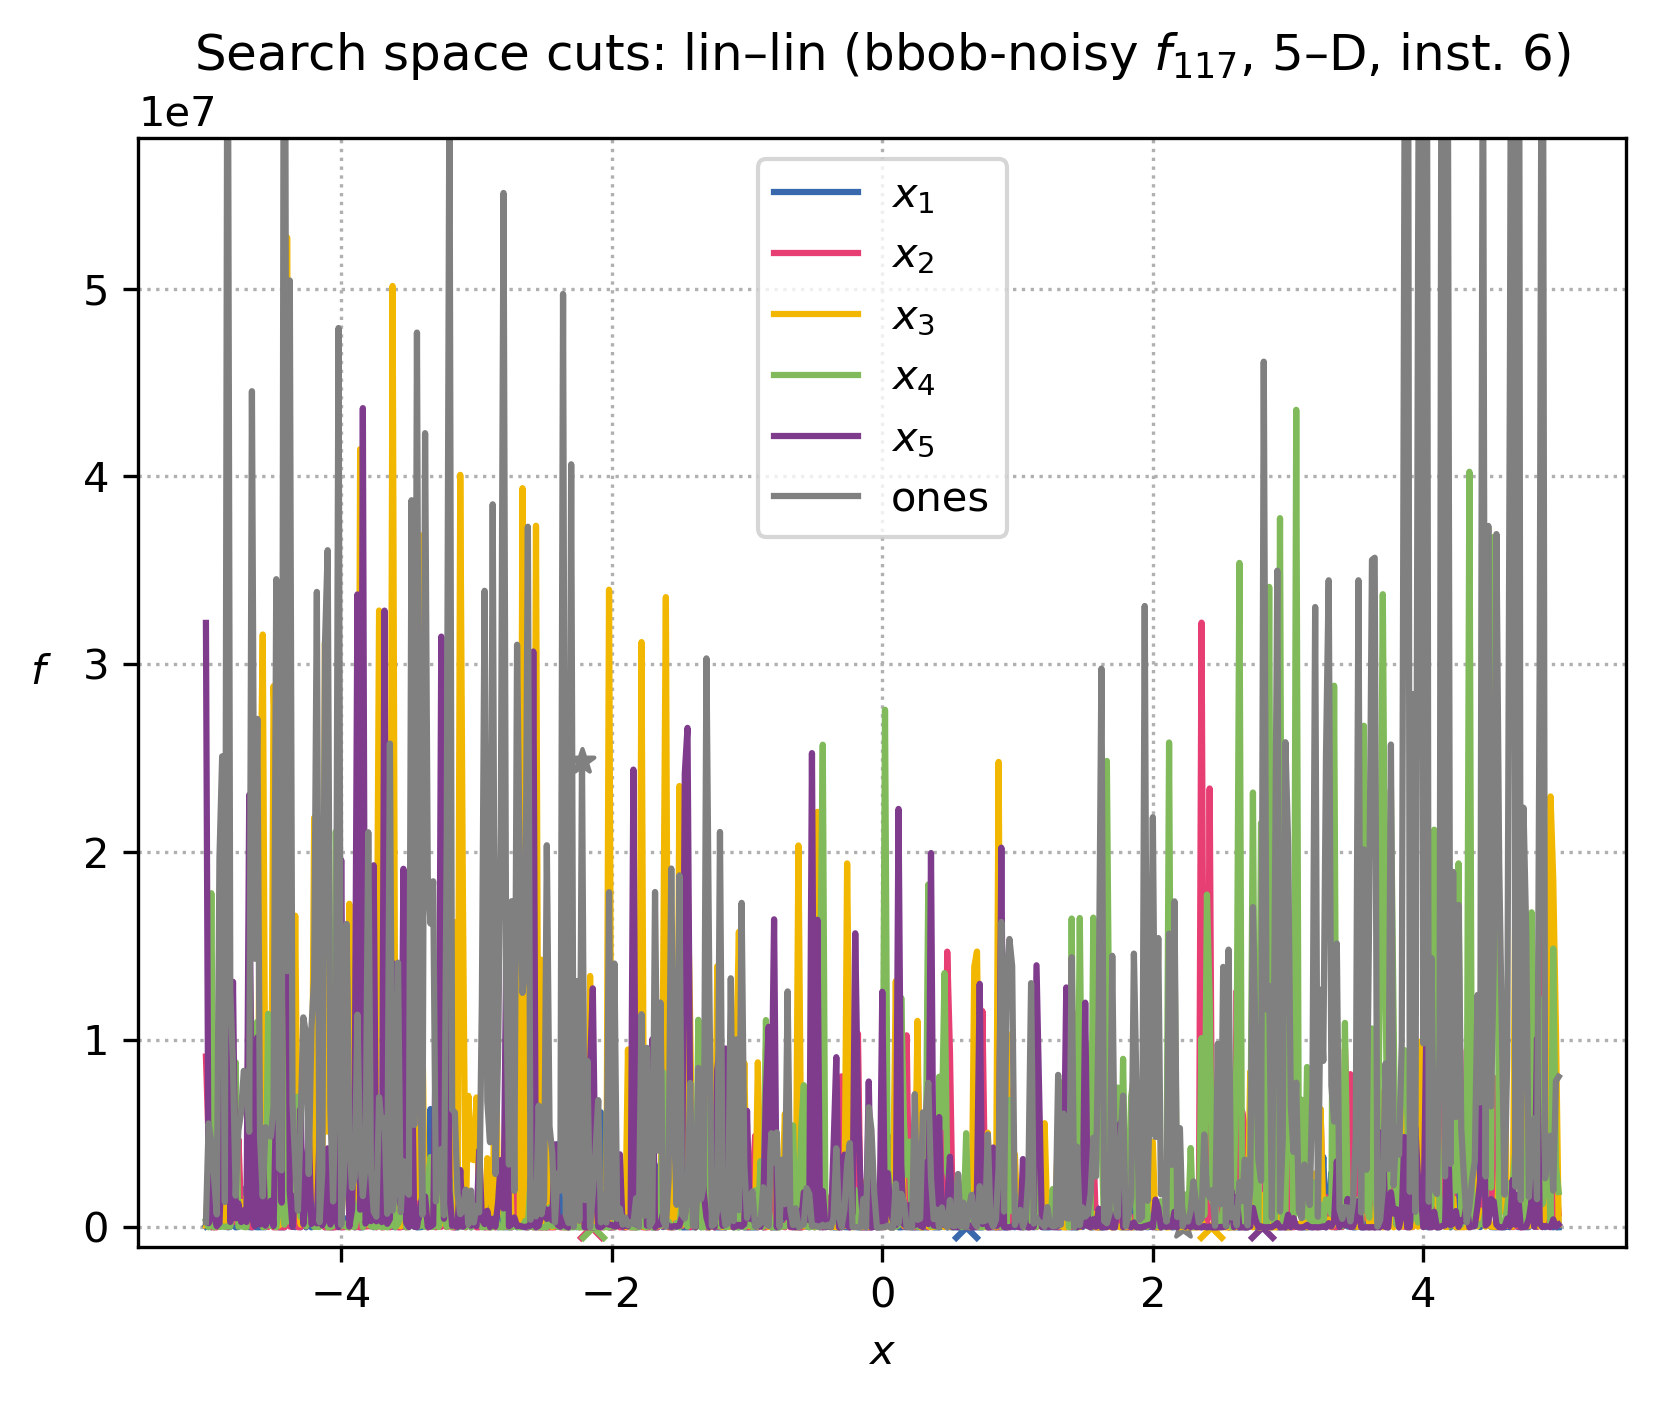 Search space cuts: lin–lin (bbob-noisy f₁₁₇, 5–D, inst. 6)
1e7
x₁
x₂
x₃
x₄
x₅
ones
5
4
3
2
1
0
f
−4 −2 0 2 4
x